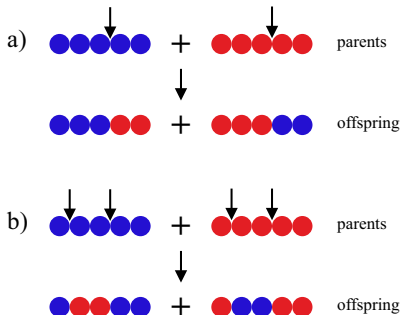 a) + parents
+ offspring
b) + parents
+ offspring